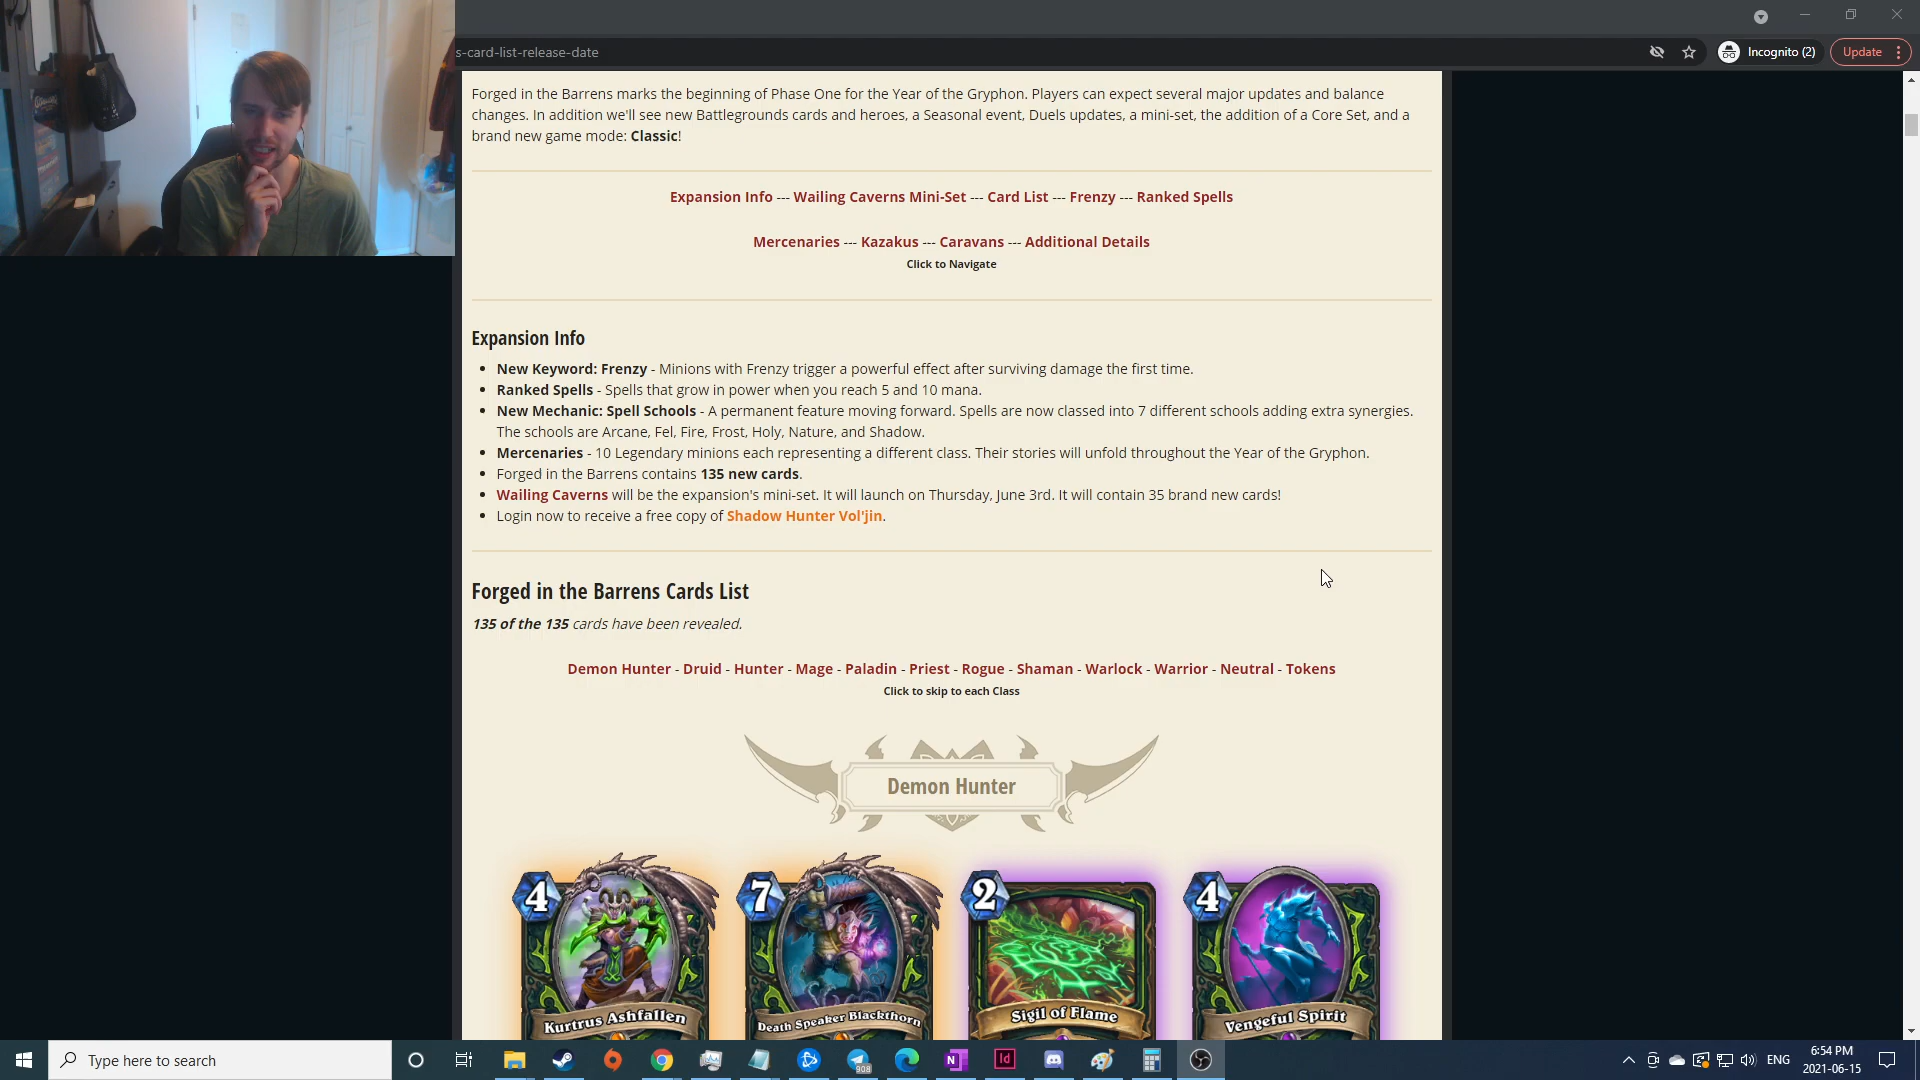 s-card-list-release-date
Incognito (2)
Update
Forged in the Barrens marks the beginning of Phase One for the Year of the Gryphon. Players can expect several major updates and balance
changes. In addition we'll see new Battlegrounds cards and heroes, a Seasonal event, Duels updates, a mini-set, the addition of a Core Set, and a
brand new game mode: Classic!
Expansion Info --- Wailing Caverns Mini-Set --- Card List --- Frenzy --- Ranked Spells
Mercenaries --- Kazakus --- Caravans --- Additional Details
Click to Navigate
Expansion Info
• New Keyword: Frenzy - Minions with Frenzy trigger a powerful effect after surviving damage the first time.
• Ranked Spells - Spells that grow in power when you reach 5 and 10 mana.
• New Mechanic: Spell Schools - A permanent feature moving forward. Spells are now classed into 7 different schools adding extra synergies.
The schools are Arcane, Fel, Fire, Frost, Holy, Nature, and Shadow.
• Mercenaries - 10 Legendary minions each representing a different class. Their stories will unfold throughout the Year of the Gryphon.
• Forged in the Barrens contains 135 new cards.
• Wailing Caverns will be the expansion's mini-set. It will launch on Thursday, June 3rd. It will contain 35 brand new cards!
• Login now to receive a free copy of Shadow Hunter Vol'jin.
Forged in the Barrens Cards List
135 of the 135 cards have been revealed.
Demon Hunter - Druid - Hunter - Mage - Paladin - Priest - Rogue - Shaman - Warlock - Warrior - Neutral - Tokens
Click to skip to each Class
Demon Hunter
4 7 2 4
Kurtrus Ashfallen Death Speaker Blackthorn Sigil of Flame Vengeful Spirit
Type here to search
908
N
Id
ENG
6:54 PM
2021-06-15